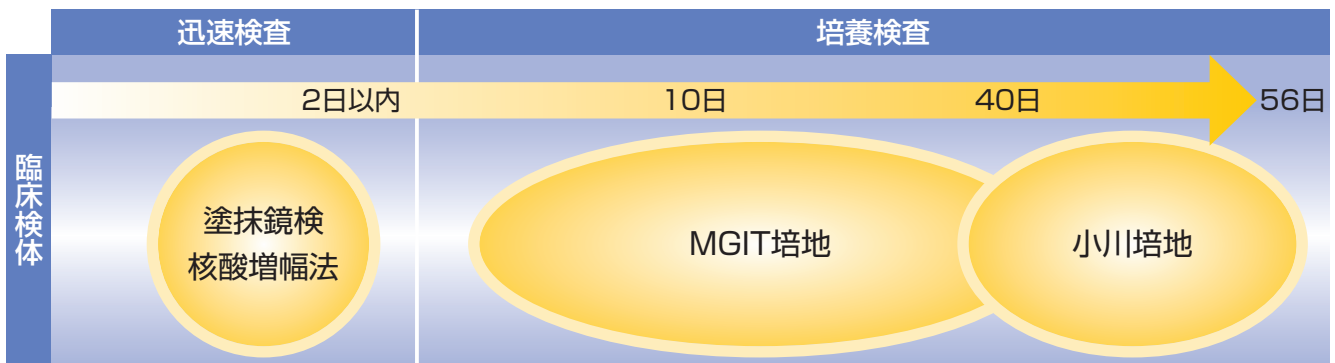 迅速検査
培養検査
2日以内
10日
40日
56日
臨床検体
塗抹鏡検
核酸増幅法
MGIT培地
小川培地